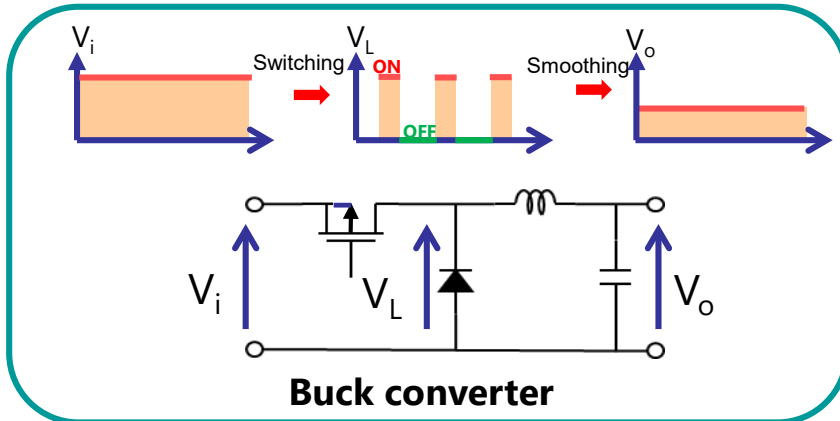 Vi
Switching
VL
ON
OFF
Smoothing
Vo
Vi
VL
Vo
Buck converter